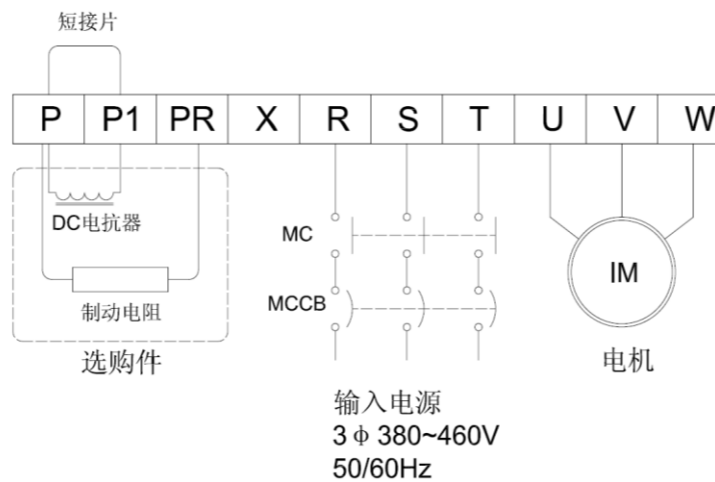 短接片
P P1 PR X R S T U V W
DC电抗器
MC
IM
MCCB
制动电阻
选购件
电机
输入电源
3 φ 380~460V
50/60Hz